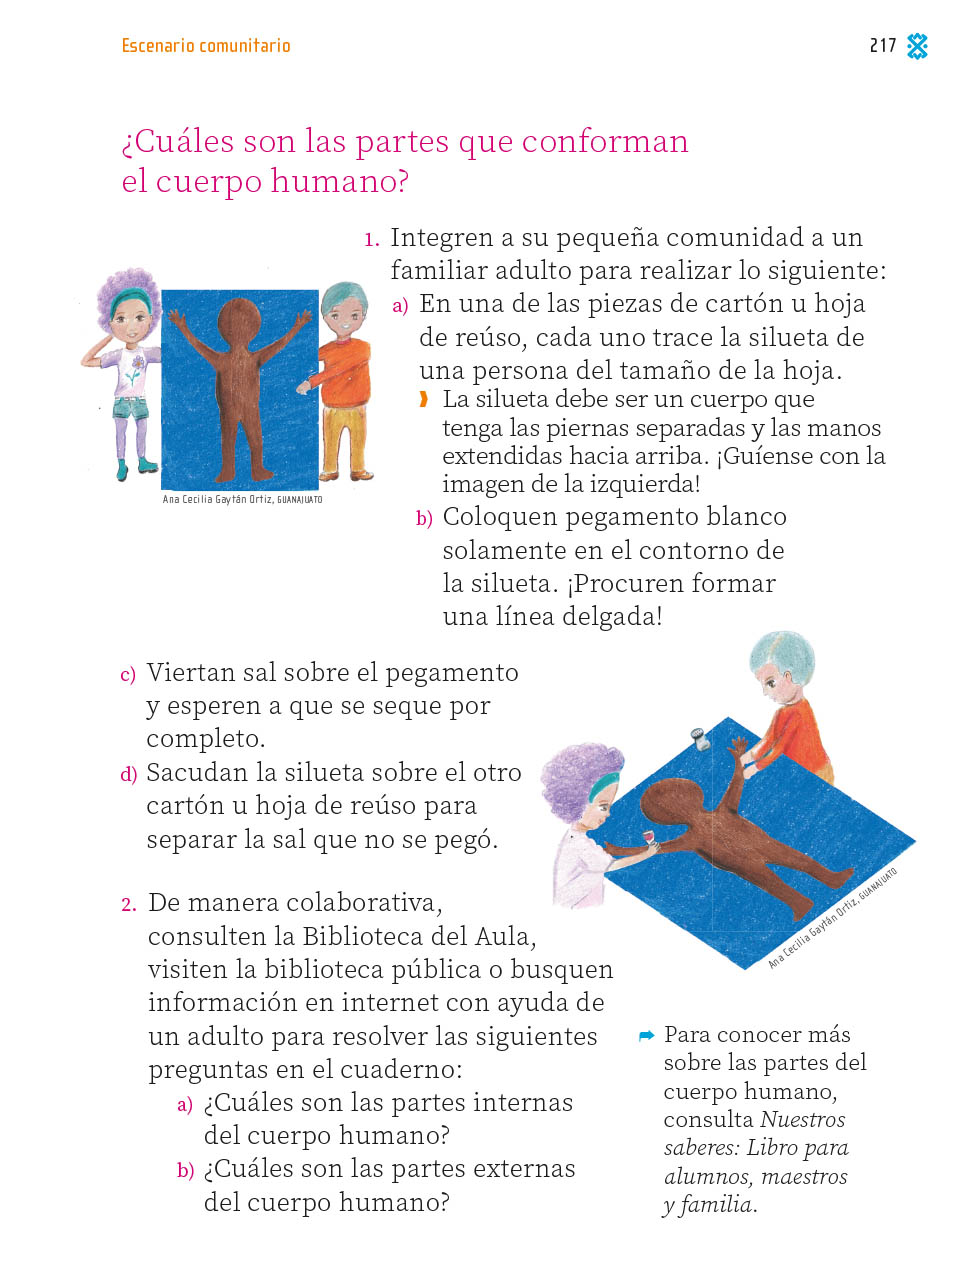 Escenario comunitario
217
¿Cuáles son las partes que conforman
el cuerpo humano?
1. Integren a su pequeña comunidad a un
familiar adulto para realizar lo siguiente:
a) En una de las piezas de cartón u hoja
de reúso, cada uno trace la silueta de
una persona del tamaño de la hoja.
La silueta debe ser un cuerpo que
tenga las piernas separadas y las manos
extendidas hacia arriba. ¡Guíense con la
imagen de la izquierda!
Ana Cecilia Gaytán Ortiz, GUANAJUATO
b) Coloquen pegamento blanco
solamente en el contorno de
la silueta. ¡Procuren formar
una línea delgada!
c) Viertan sal sobre el pegamento
y esperen a que se seque por
completo.
d) Sacudan la silueta sobre el otro
cartón u hoja de reúso para
separar la sal que no se pegó.
Ana Cecilia Gaytán Ortiz, GUANAJUATO
2. De manera colaborativa,
consulten la Biblioteca del Aula,
visiten la biblioteca pública o busquen
información en internet con ayuda de
un adulto para resolver las siguientes
preguntas en el cuaderno:
a) ¿Cuáles son las partes internas
del cuerpo humano?
b) ¿Cuáles son las partes externas
del cuerpo humano?
Para conocer más
sobre las partes del
cuerpo humano,
consulta Nuestros
saberes: Libro para
alumnos, maestros
y familia.